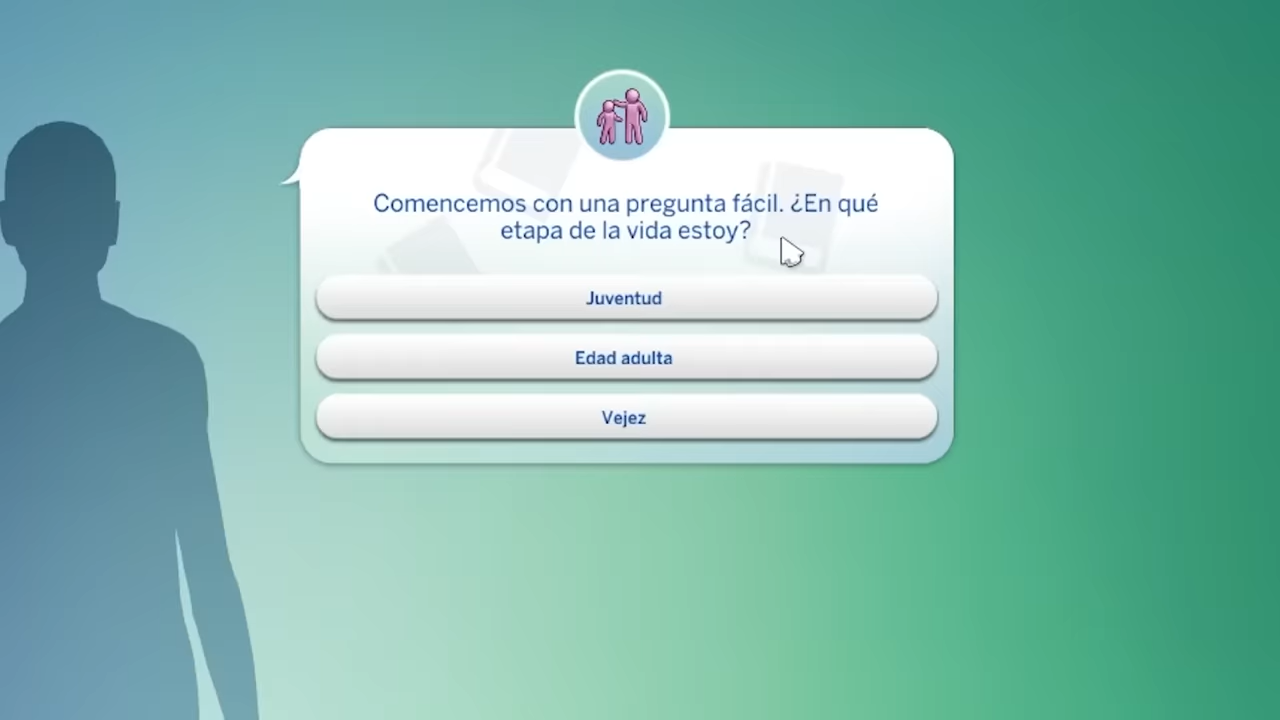 Comencemos con una pregunta fácil. ¿En qué
etapa de la vida estoy?
Juventud
Edad adulta
Vejez